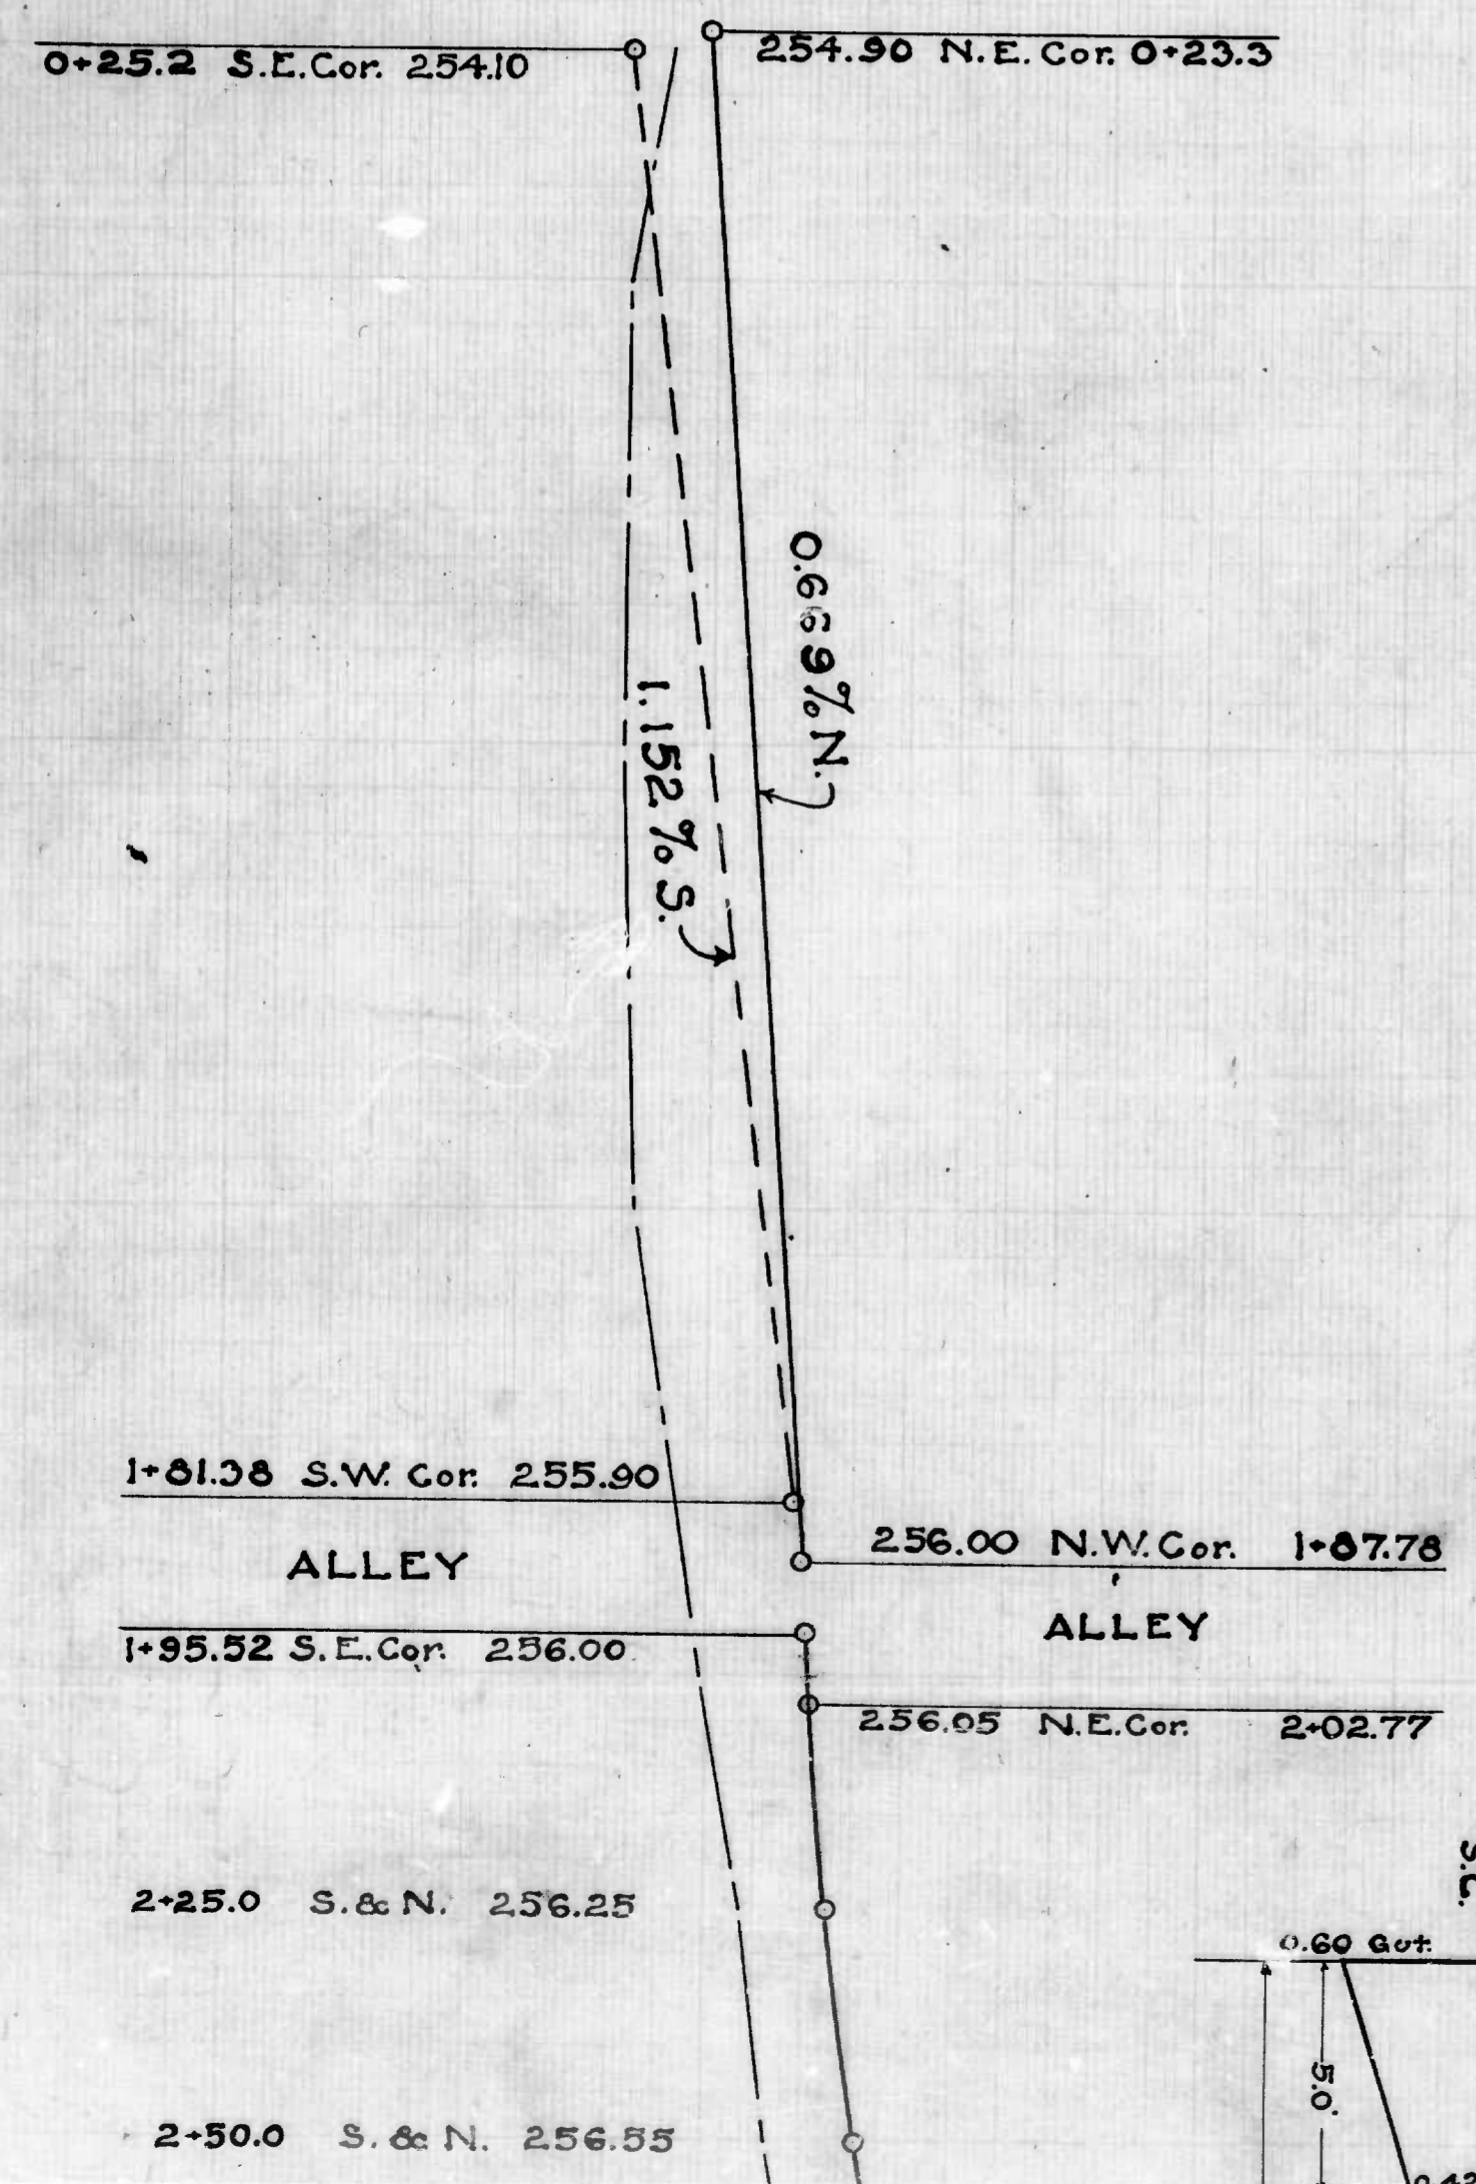 0+25.2 S.E.Cor. 254.10
254.90 N.E.Cor. 0+23.3
0.669% N.
1.152% S.
1+81.38 S.W. Cor. 255.90
256.00 N.W.Cor. 1+87.78
ALLEY
ALLEY
1+95.52 S.E.Cor. 256.00
256.05 N.E.Cor. 2+02.77
2+25.0 S. & N. 256.25
0.60 Gut.
5.0'
2+50.0 S. & N. 256.55